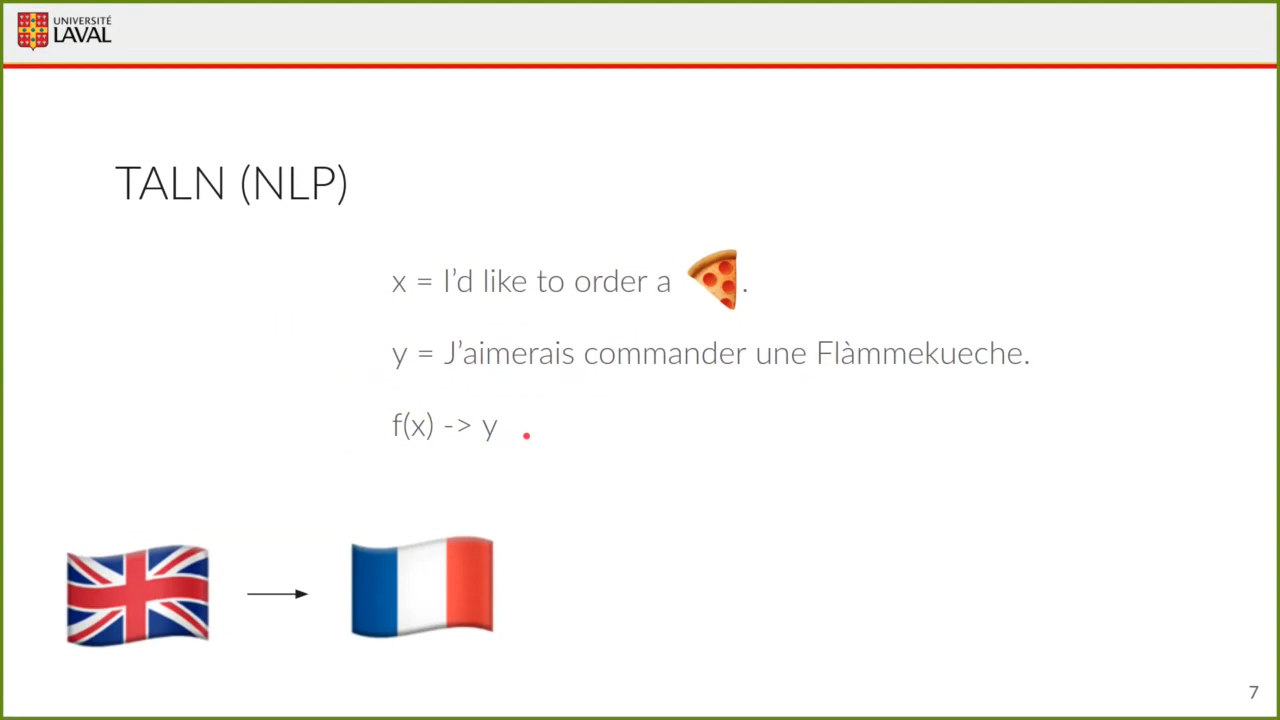 UNIVERSITÉ
LAVAL
TALN (NLP)
x = I’d like to order a 🍕.
y = J’aimerais commander une Flàmmekueche.
f(x) -> y
7